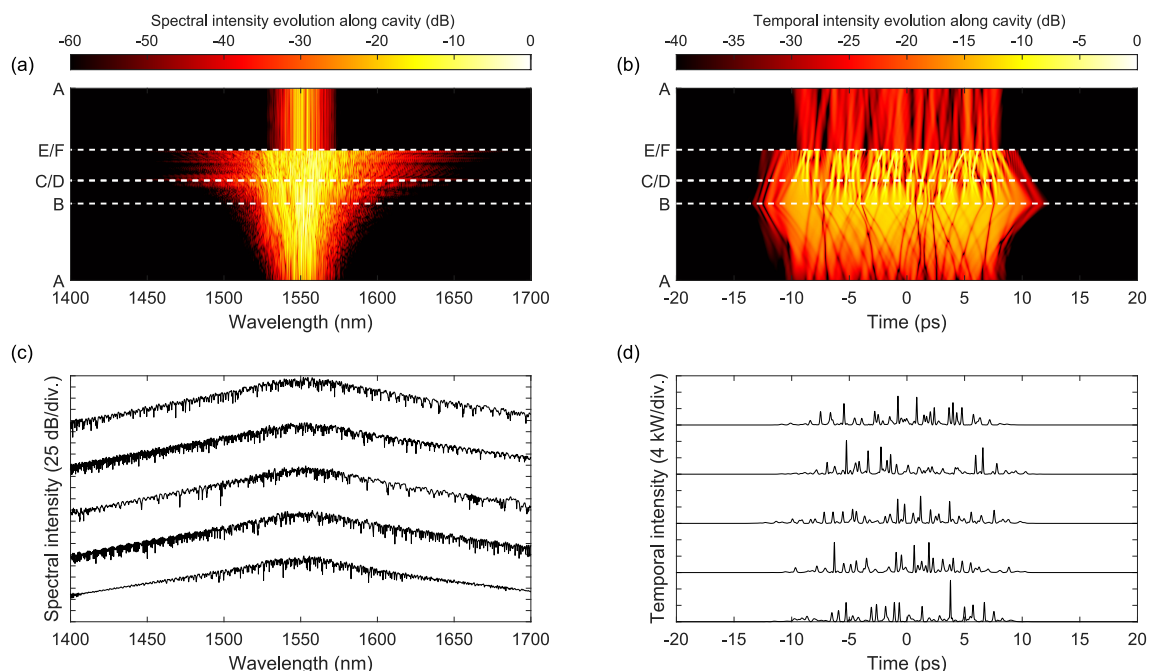 Spectral intensity evolution along cavity (dB)
-60 -50 -40 -30 -20 -10 0
(a)
A
E/F
C/D
B
A
1400 1450 1500 1550 1600 1650 1700
Wavelength (nm)
Temporal intensity evolution along cavity (dB)
-40 -35 -30 -25 -20 -15 -10 -5 0
(b)
A
E/F
C/D
B
A
-20 -15 -10 -5 0 5 10 15 20
Time (ps)
(c)
Spectral intensity (25 dB/div.)
1400 1450 1500 1550 1600 1650 1700
Wavelength (nm)
(d)
Temporal intensity (4 kW/div.)
-20 -15 -10 -5 0 5 10 15 20
Time (ps)